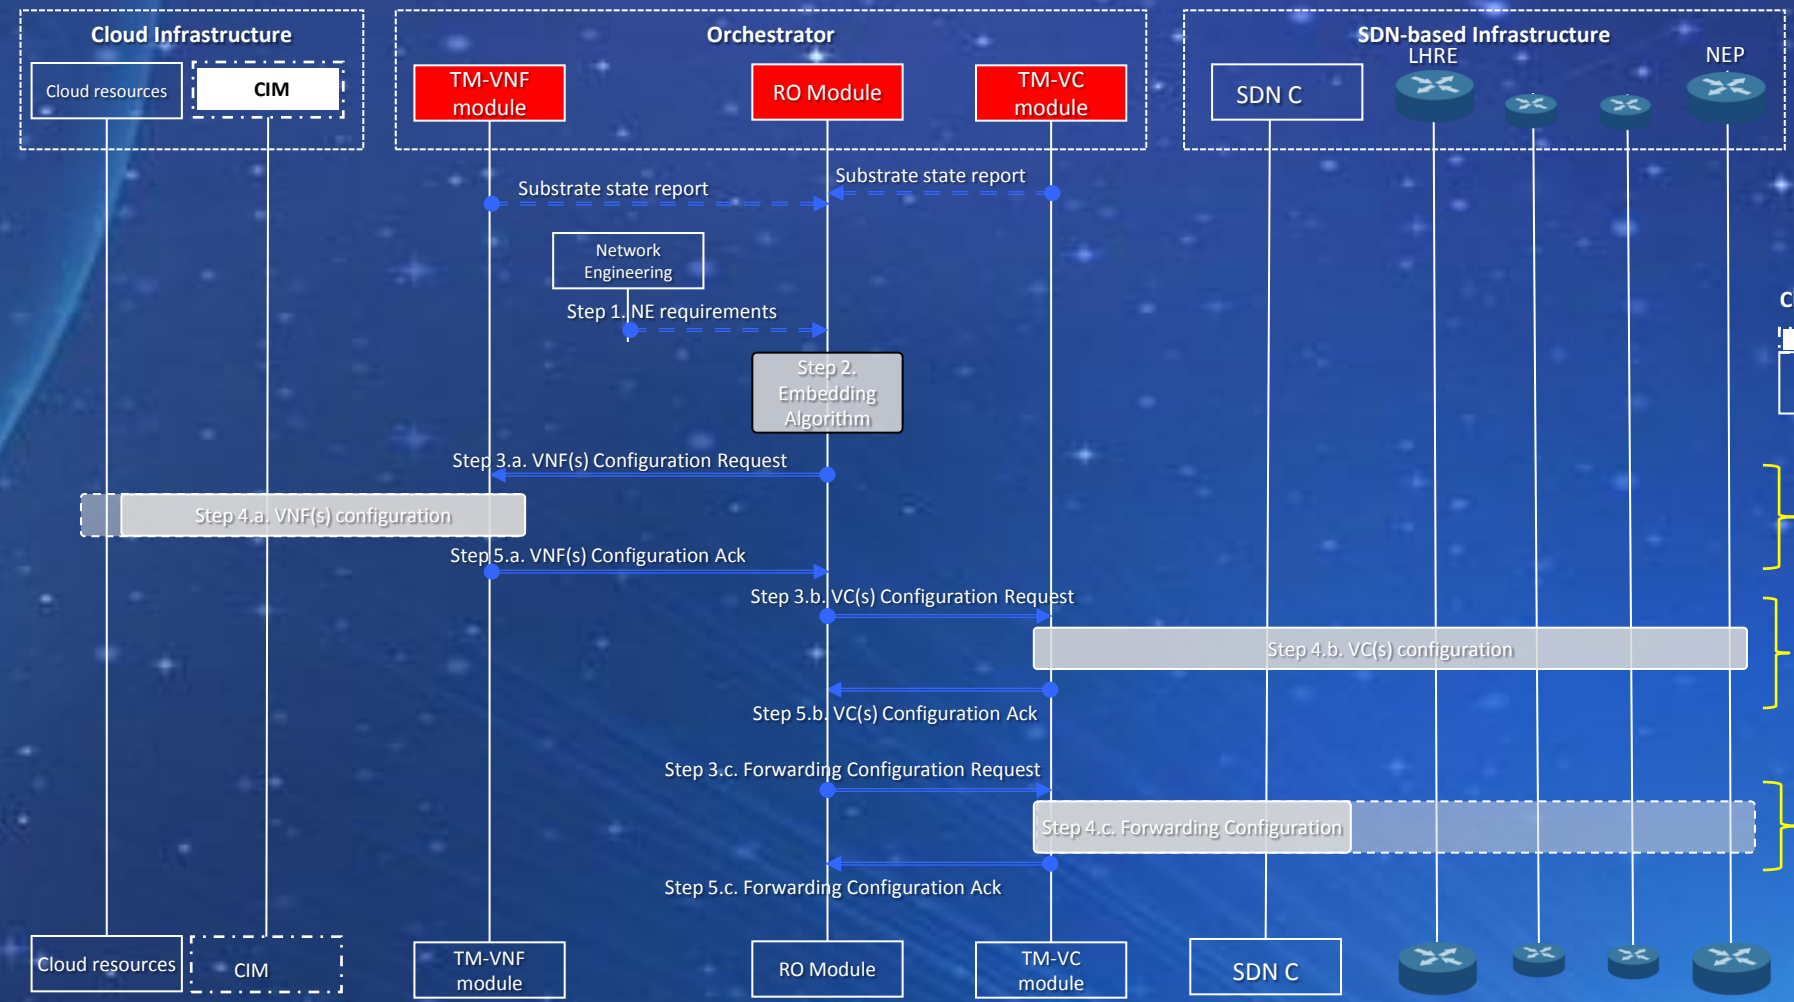 Cloud Infrastructure
Orchestrator
SDN-based Infrastructure
LHRE
NEP
Cloud resources
CIM
TM-VNF
module
RO Module
TM-VC
module
SDN C
Substrate state report
Substrate state report
Network
Engineering
Step 1. NE requirements
Step 2.
Embedding
Algorithm
Step 3.a. VNF(s) Configuration Request
Step 4.a. VNF(s) configuration
Step 5.a. VNF(s) Configuration Ack
Step 3.b. VC(s) Configuration Request
Step 4.b. VC(s) configuration
Step 5.b. VC(s) Configuration Ack
Step 3.c. Forwarding Configuration Request
Step 4.c. Forwarding Configuration
Step 5.c. Forwarding Configuration Ack
Cloud resources
CIM
TM-VNF
module
RO Module
TM-VC
module
SDN C